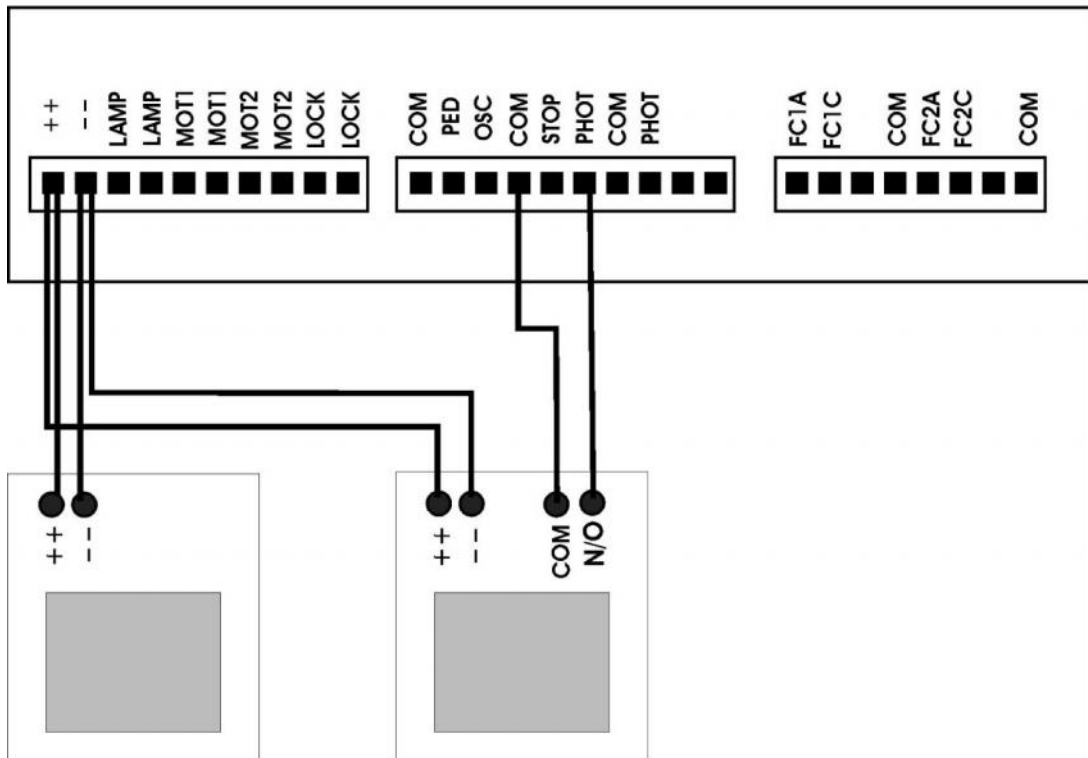 ++
--
LAMP
LAMP
MOT1
MOT1
MOT2
MOT2
LOCK
LOCK
COM
PED
OSC
COM
STOP
PHOT
COM
PHOT
FC1A
FC1C
COM
FC2A
FC2C
COM
++
--
++
--
COM
N/O